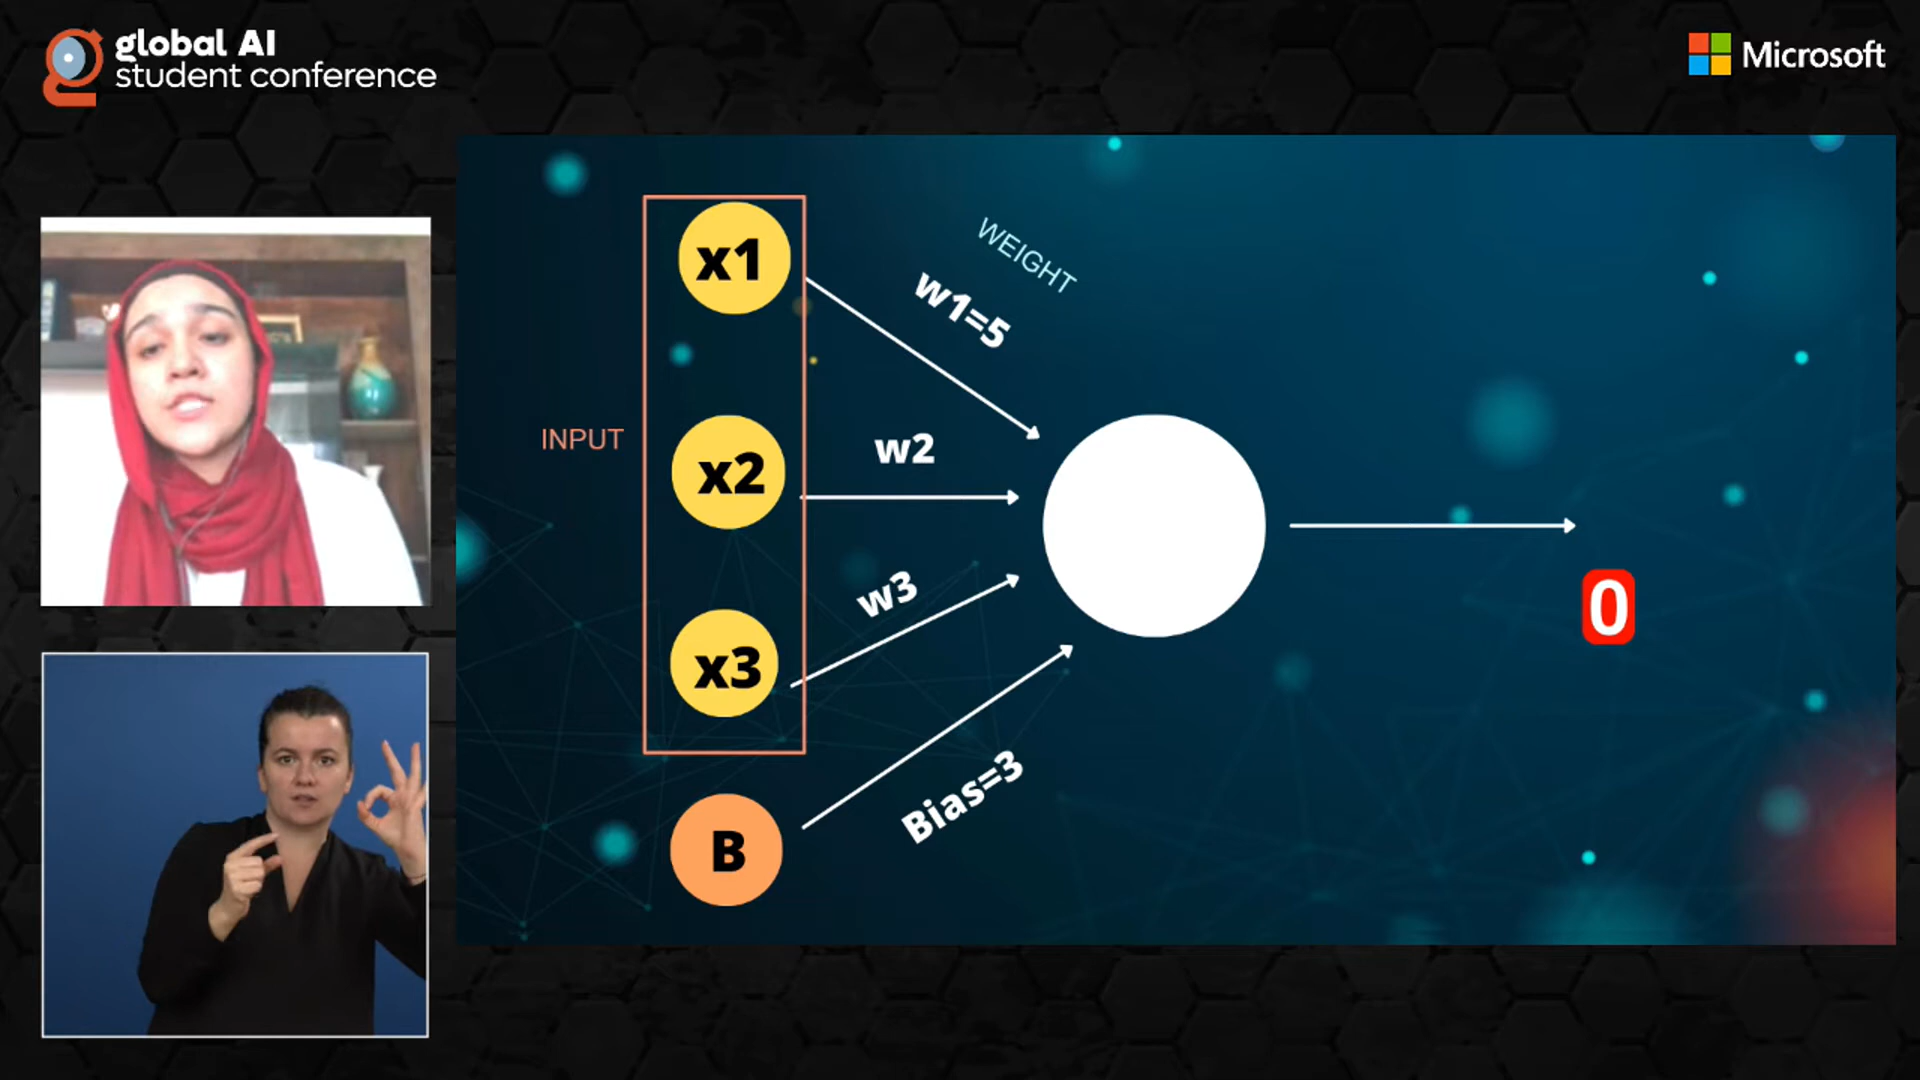 global AI
student conference
Microsoft
WEIGHT
x1
w1=5
INPUT
x2
w2
x3
w3
0
B
Bias=3